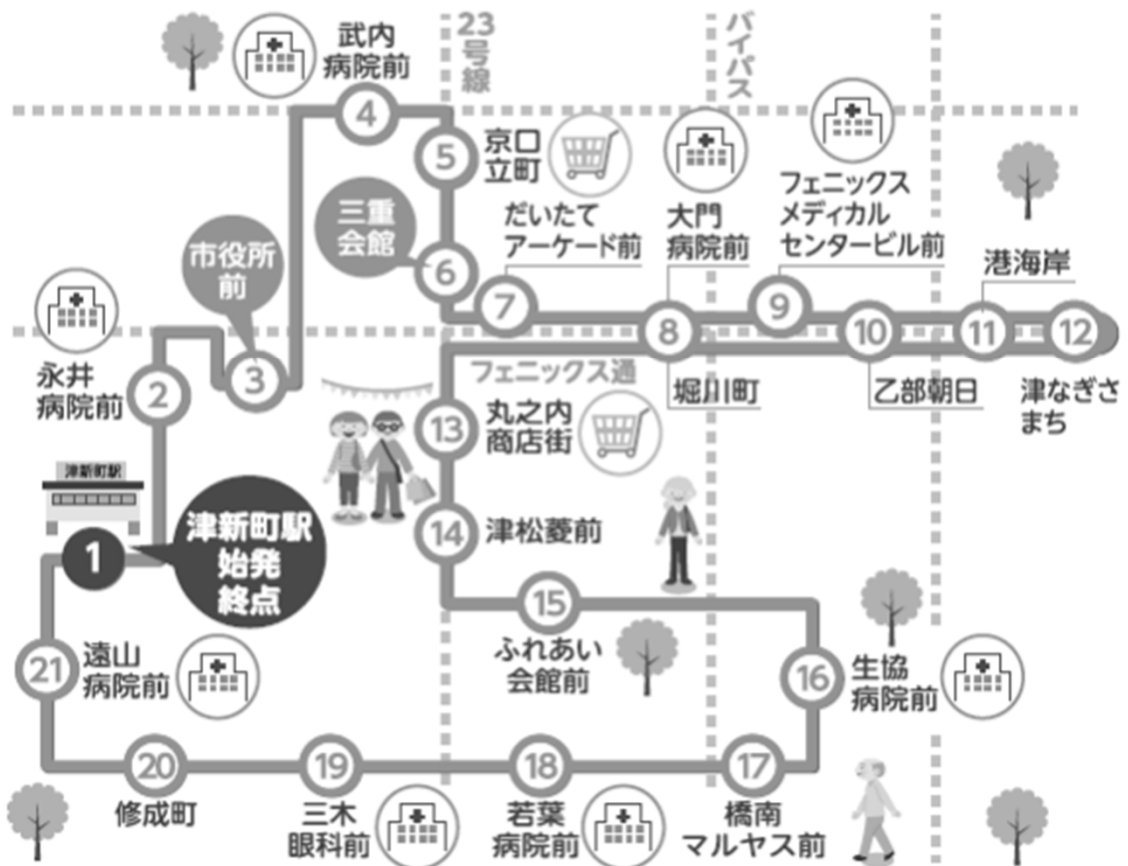 23号線
バイパス
武内
病院前
4
5
京口
立町
三重
会館
6
市役所
前
3
永井
病院前
2
だいたて
アーケード前
7
大門
病院前
8
堀川町
フェニックス
メディカル
センタービル前
9
10
乙部朝日
港海岸
11
12
津なぎさ
まち
フェニックス通
13
丸之内
商店街
14
津松菱前
津新町駅
1
津新町駅
始発
終点
15
ふれあい
会館前
16
生協
病院前
21
遠山
病院前
20
修成町
19
三木
眼科前
18
若葉
病院前
17
橋南
マルヤス前